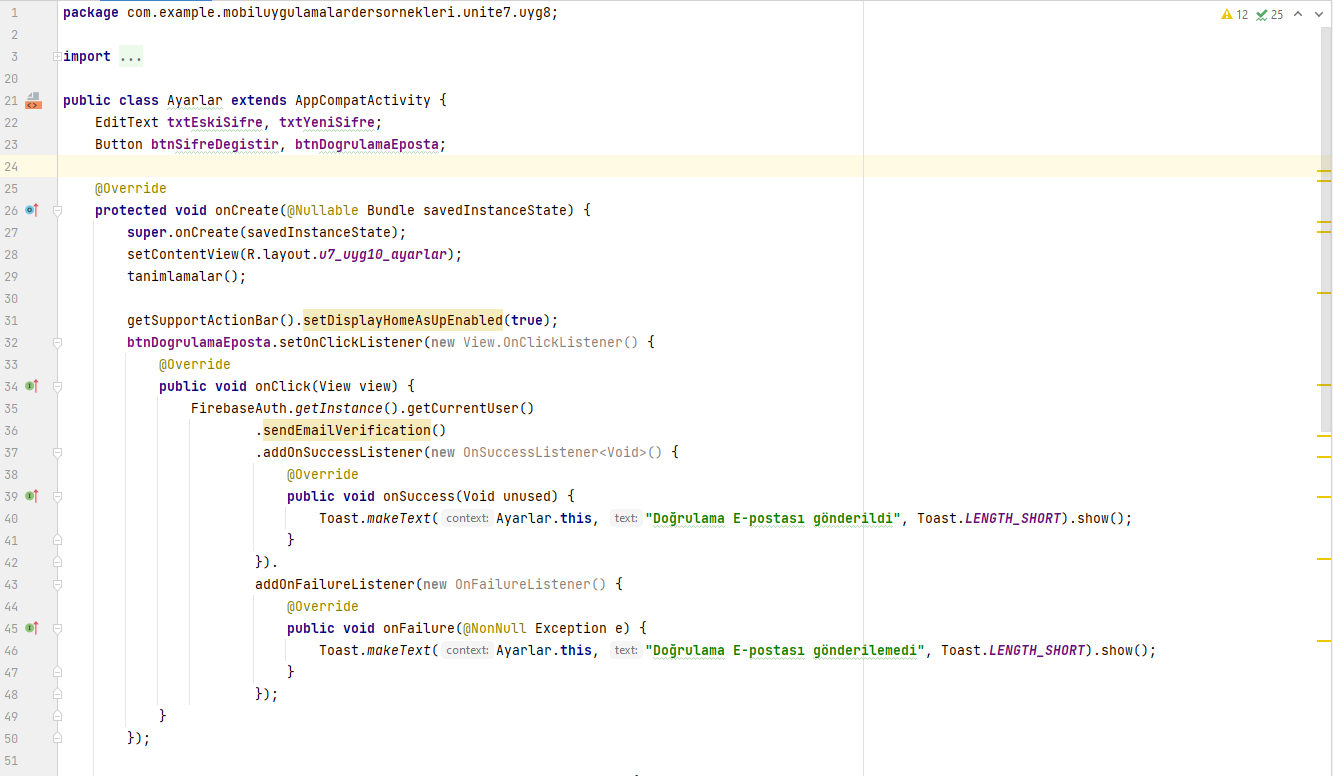 1 package com.example.mobiluygulamalardersornekleri.unite7.uyg8; 12 25
2
3 import ...
20
21 public class Ayarlar extends AppCompatActivity {
22 EditText txtEskiSifre, txtYeniSifre;
23 Button btnSifreDegistir, btnDogrulamaEposta;
24
25 @Override
26 protected void onCreate(@Nullable Bundle savedInstanceState) {
27 super.onCreate(savedInstanceState);
28 setContentView(R.layout.u7_uyg10_ayarlar);
29 tanimlamalar();
30
31 getSupportActionBar().setDisplayHomeAsUpEnabled(true);
32 btnDogrulamaEposta.setOnClickListener(new View.OnClickListener() {
33 @Override
34 public void onClick(View view) {
35 FirebaseAuth.getInstance().getCurrentUser()
36 .sendEmailVerification()
37 .addOnSuccessListener(new OnSuccessListener<Void>() {
38 @Override
39 public void onSuccess(Void unused) {
40 Toast.makeText( context: Ayarlar.this, text: "Doğrulama E-postası gönderildi", Toast.LENGTH_SHORT).show();
41 }
42 }).
43 addOnFailureListener(new OnFailureListener() {
44 @Override
45 public void onFailure(@NonNull Exception e) {
46 Toast.makeText( context: Ayarlar.this, text: "Doğrulama E-postası gönderilemedi", Toast.LENGTH_SHORT).show();
47 }
48 });
49 }
50 });
51